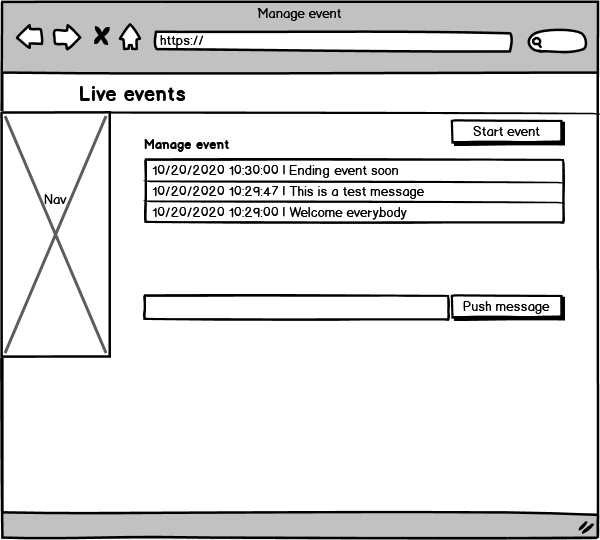 Manage event
https://
Live events
Start event
Manage event
10/20/2020 10:30:00 | Ending event soon
10/20/2020 10:29:47 | This is a test message
10/20/2020 10:29:00 | Welcome everybody
Nav
Push message